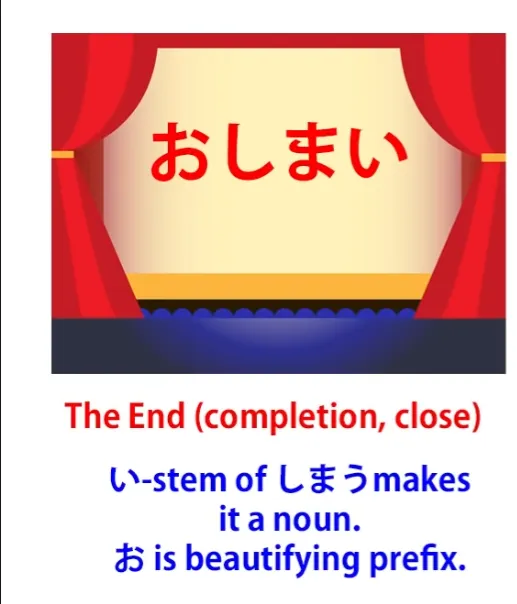 おしまい
The End (completion, close)
い-stem of しまうmakes
it a noun.
お is beautifying prefix.